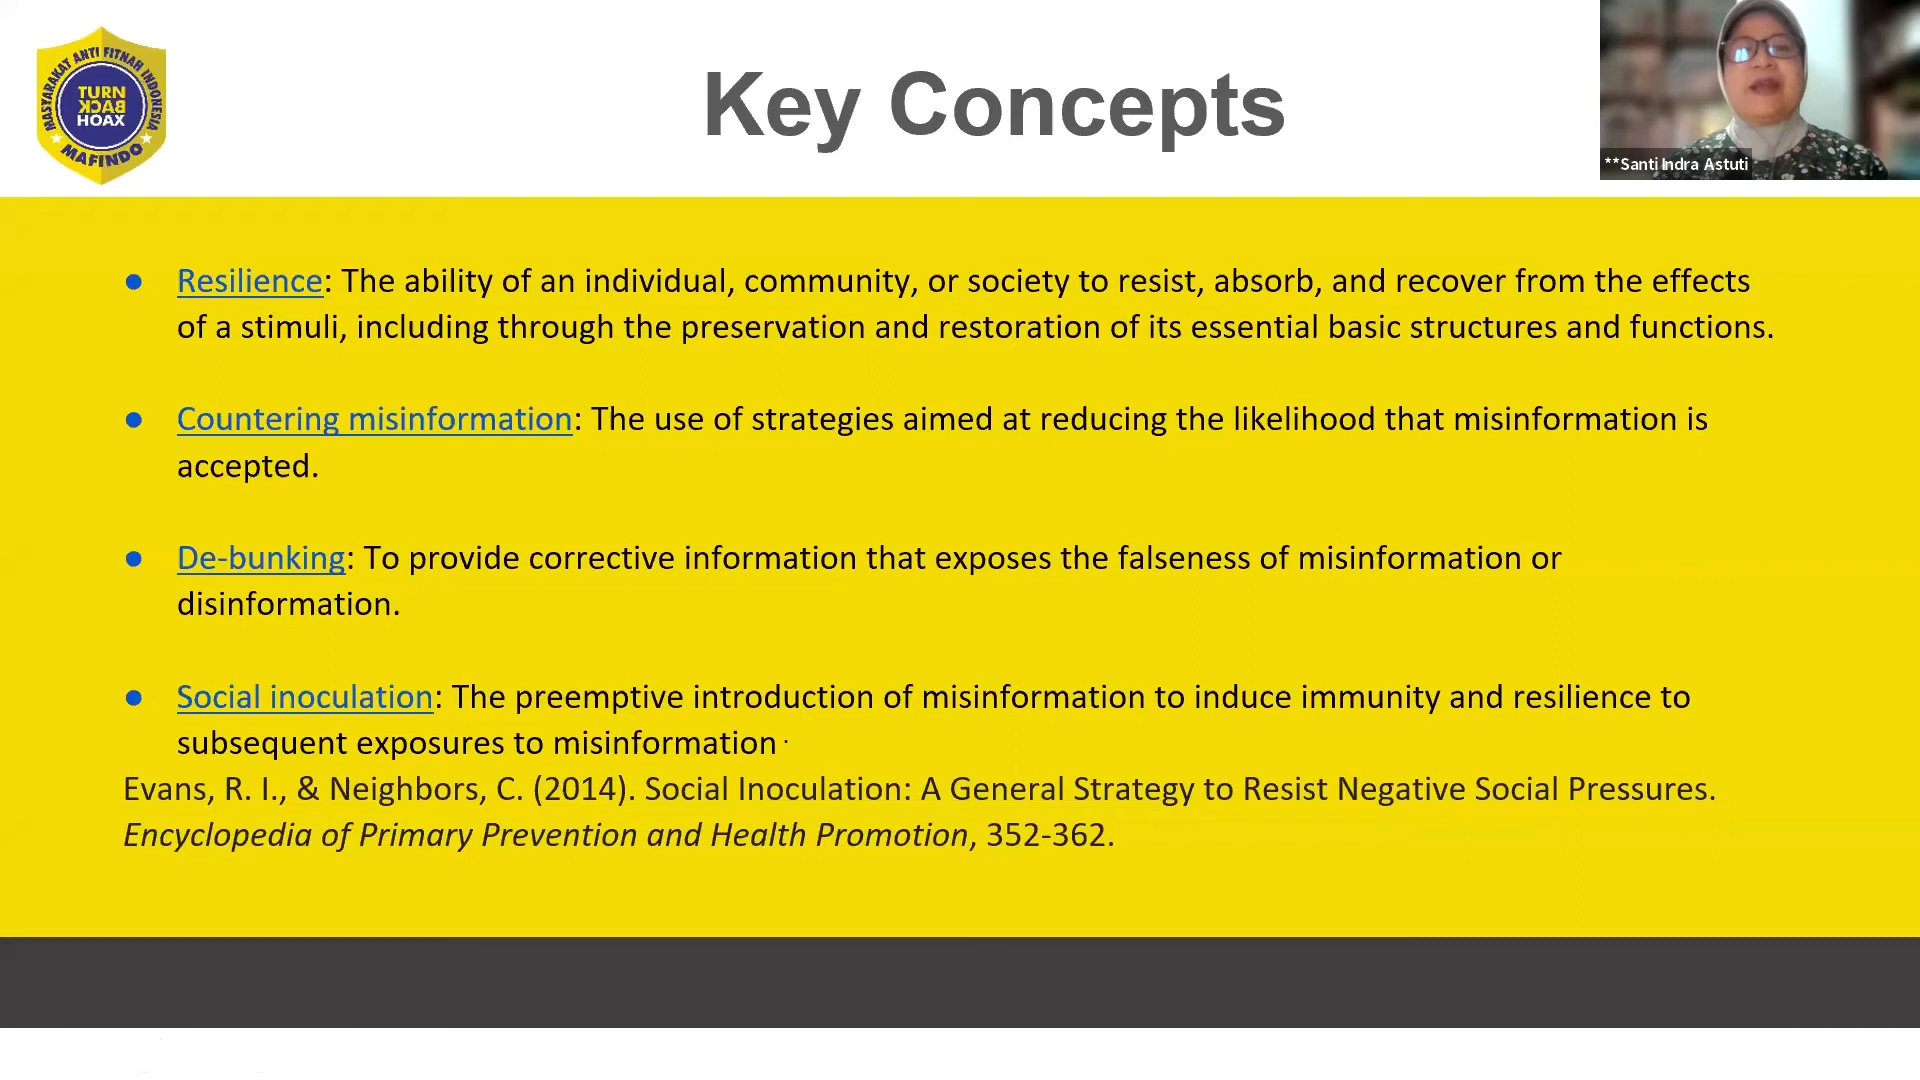 MASYARAKAT ANTI FITNAH INDONESIA
TURN
BACK
HOAX
MAFINDO
Key Concepts
**Santi Indra Astuti
● Resilience: The ability of an individual, community, or society to resist, absorb, and recover from the effects
of a stimuli, including through the preservation and restoration of its essential basic structures and functions.
● Countering misinformation: The use of strategies aimed at reducing the likelihood that misinformation is
accepted.
● De-bunking: To provide corrective information that exposes the falseness of misinformation or
disinformation.
● Social inoculation: The preemptive introduction of misinformation to induce immunity and resilience to
subsequent exposures to misinformation.
Evans, R. I., & Neighbors, C. (2014). Social Inoculation: A General Strategy to Resist Negative Social Pressures.
Encyclopedia of Primary Prevention and Health Promotion, 352-362.